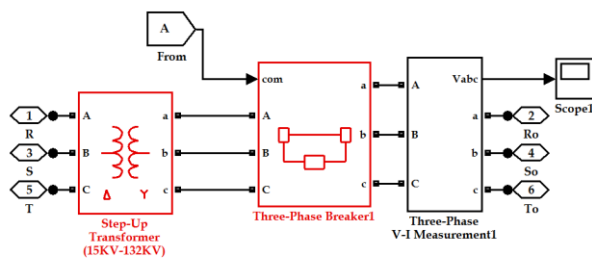 A
From
com
Vabc
Scope1
1
R
3
S
5
T
A
B
C
a
b
c
Δ Y
Step-Up
Transformer
(15KV-132KV)
A
B
C
a
b
c
Three-Phase Breaker1
A
B
C
a
b
c
Three-Phase
V-I Measurement1
2
Ro
4
So
6
To